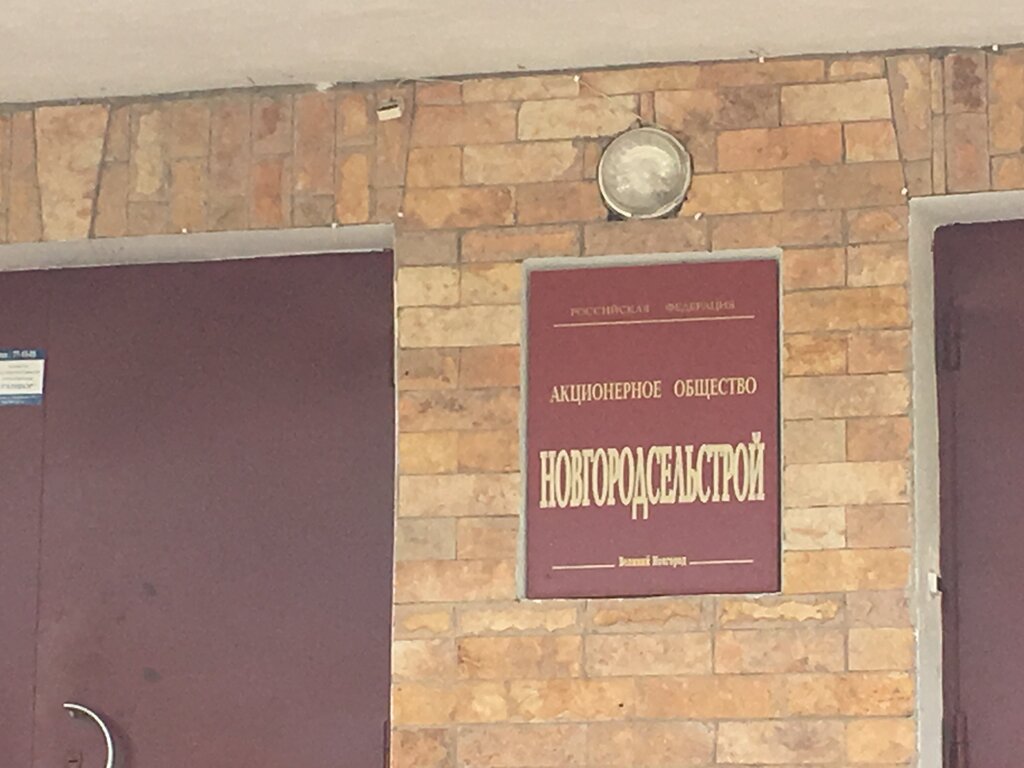 РОССИЙСКАЯ ФЕДЕРАЦИЯ
АКЦИОНЕРНОЕ ОБЩЕСТВО
НОВГОРОДСЕЛЬСТРОЙ
Великий Новгород